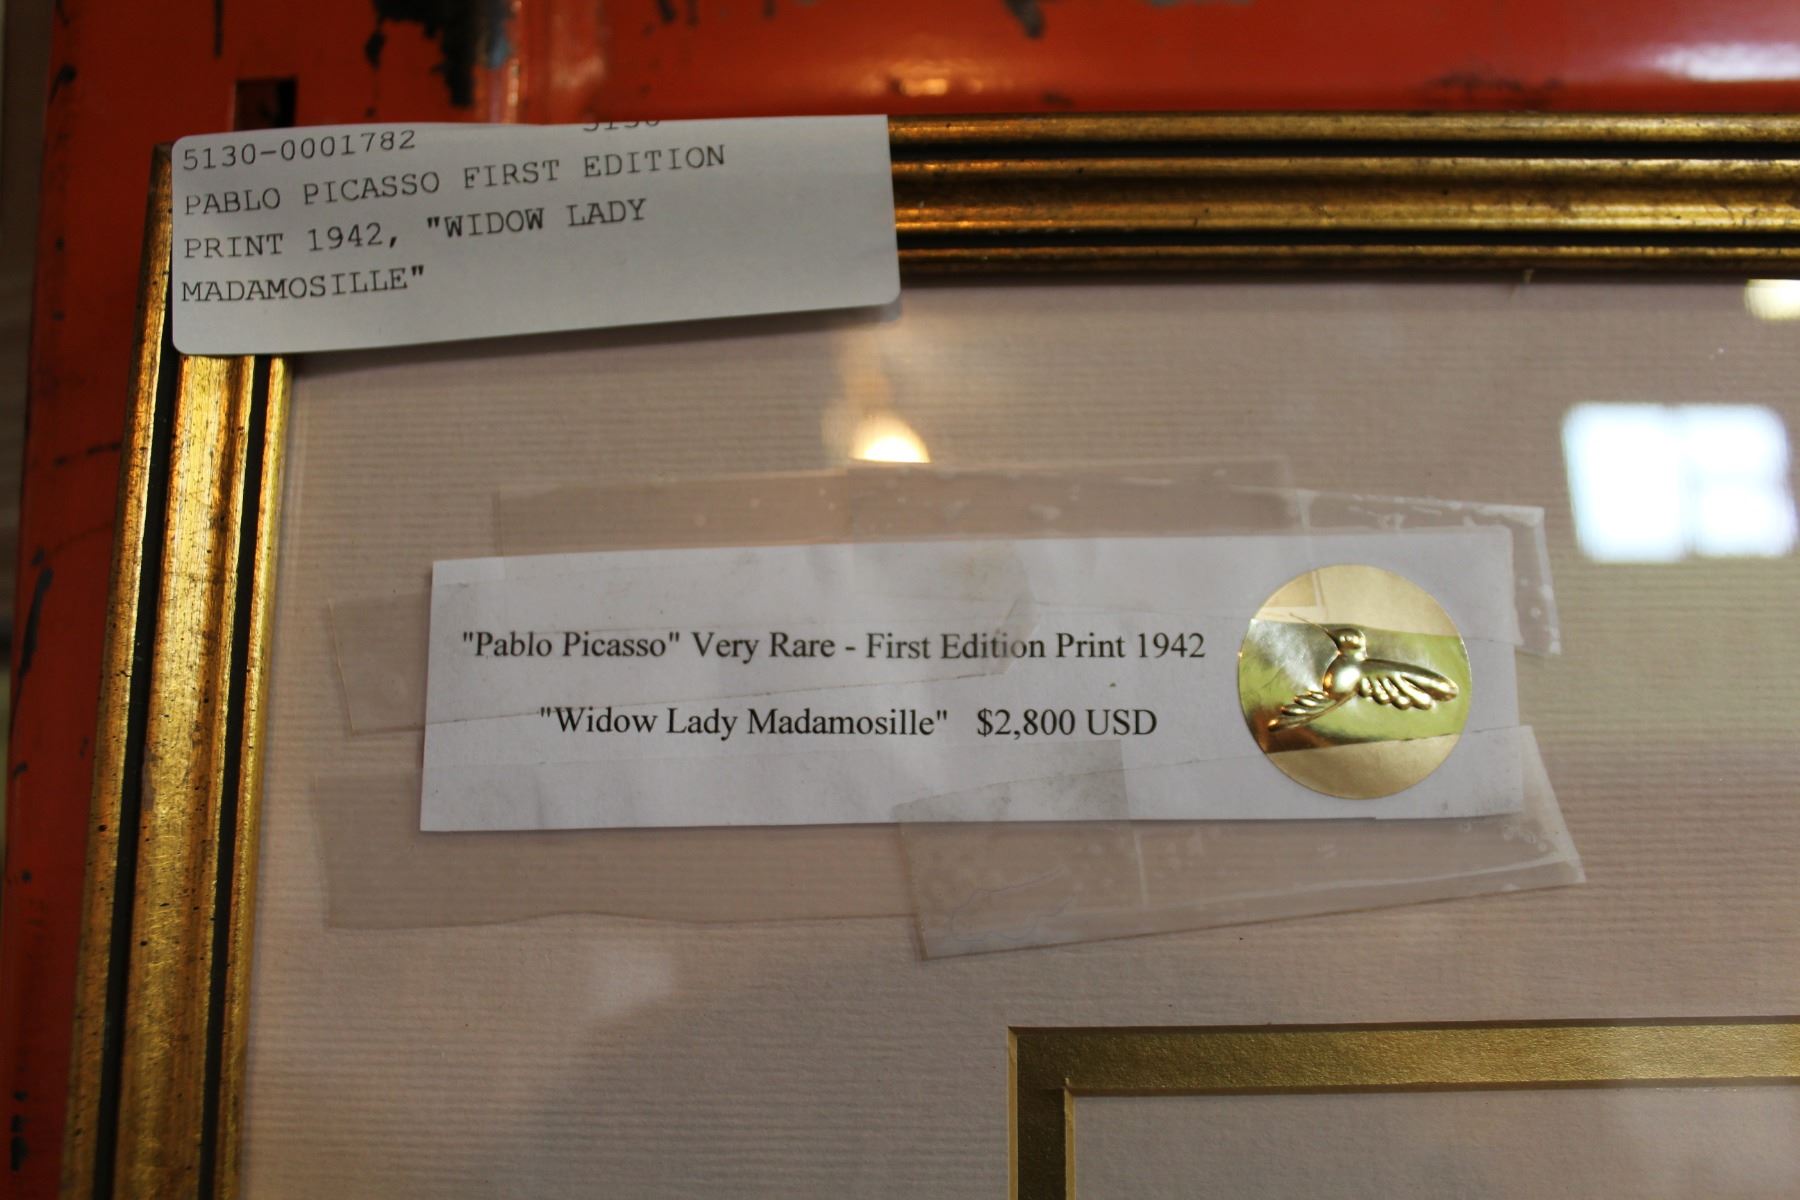 5130-0001782
PABLO PICASSO FIRST EDITION
PRINT 1942, "WIDOW LADY
MADAMOSILLE"
"Pablo Picasso" Very Rare - First Edition Print 1942
"Widow Lady Madamosille" $2,800 USD